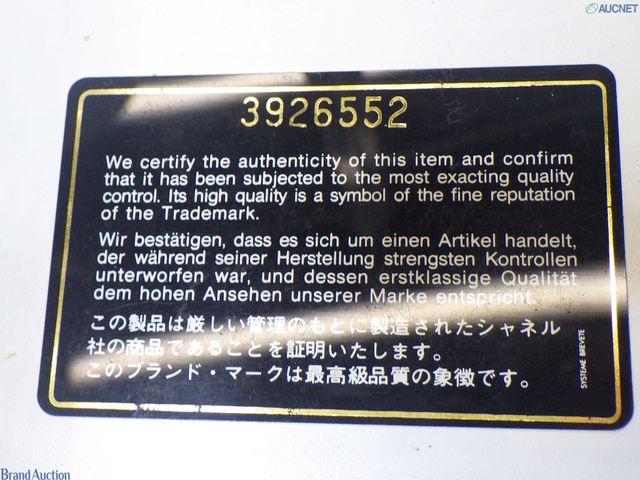 AUCNET
3926552
We certify the authenticity of this item and confirm
that it has been subjected to the most exacting quality
control. Its high quality is a symbol of the fine reputation
of the Trademark.
Wir bestätigen, dass es sich um einen Artikel handelt,
der während seiner Herstellung strengsten Kontrollen
unterworfen war, und dessen erstklassige Qualität
dem hohen Ansehen unserer Marke entspricht.
この製品は厳しい管理のもとに製造されたシャネル
社の商品であることを証明いたします。
このブランド・マークは最高級品質の象徴です。
SYSTEME BREVETE
Brand Auction